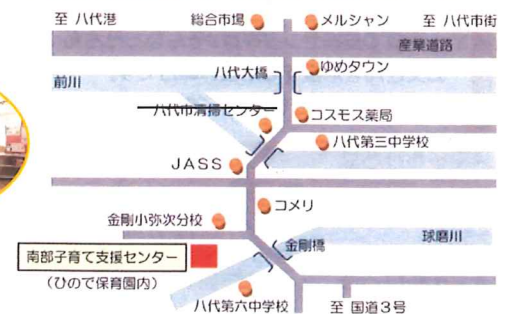 至 八代港
総合市場
メルシャン
至 八代市街
産業道路
ゆめタウン
八代大橋
前川
八代市清掃センター
コスモス薬局
八代第三中学校
JASS
コメリ
金剛小弥次分校
球磨川
金剛橋
南部子育て支援センター
(ひので保育園内)
八代第六中学校
至 国道3号